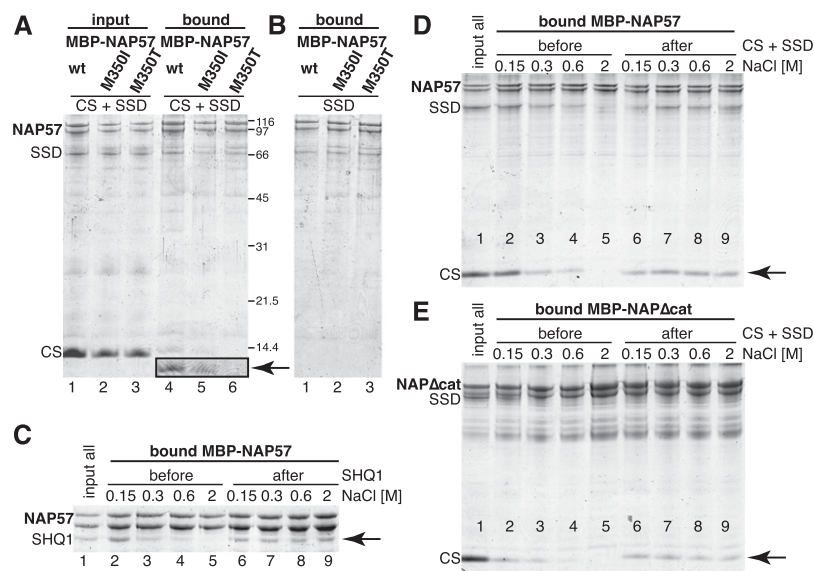 A
input
bound
MBP-NAP57
MBP-NAP57
wt
M350I
M350T
wt
M350I
M350T
CS + SSD
CS + SSD
NAP57
SSD
CS
116
97
66
45
31
21.5
14.4
1 2 3 4 5 6
B
bound
MBP-NAP57
wt
M350I
M350T
SSD
1 2 3
C
input all
bound MBP-NAP57
before after SHQ1
0.15 0.3 0.6 2 0.15 0.3 0.6 2 NaCl [M]
NAP57
SHQ1
1 2 3 4 5 6 7 8 9
D
input all
bound MBP-NAP57
before after CS + SSD
0.15 0.3 0.6 2 0.15 0.3 0.6 2 NaCl [M]
NAP57
SSD
1 2 3 4 5 6 7 8 9
CS
E
input all
bound MBP-NAPΔcat
before after CS + SSD
0.15 0.3 0.6 2 0.15 0.3 0.6 2 NaCl [M]
NAPΔcat
SSD
1 2 3 4 5 6 7 8 9
CS